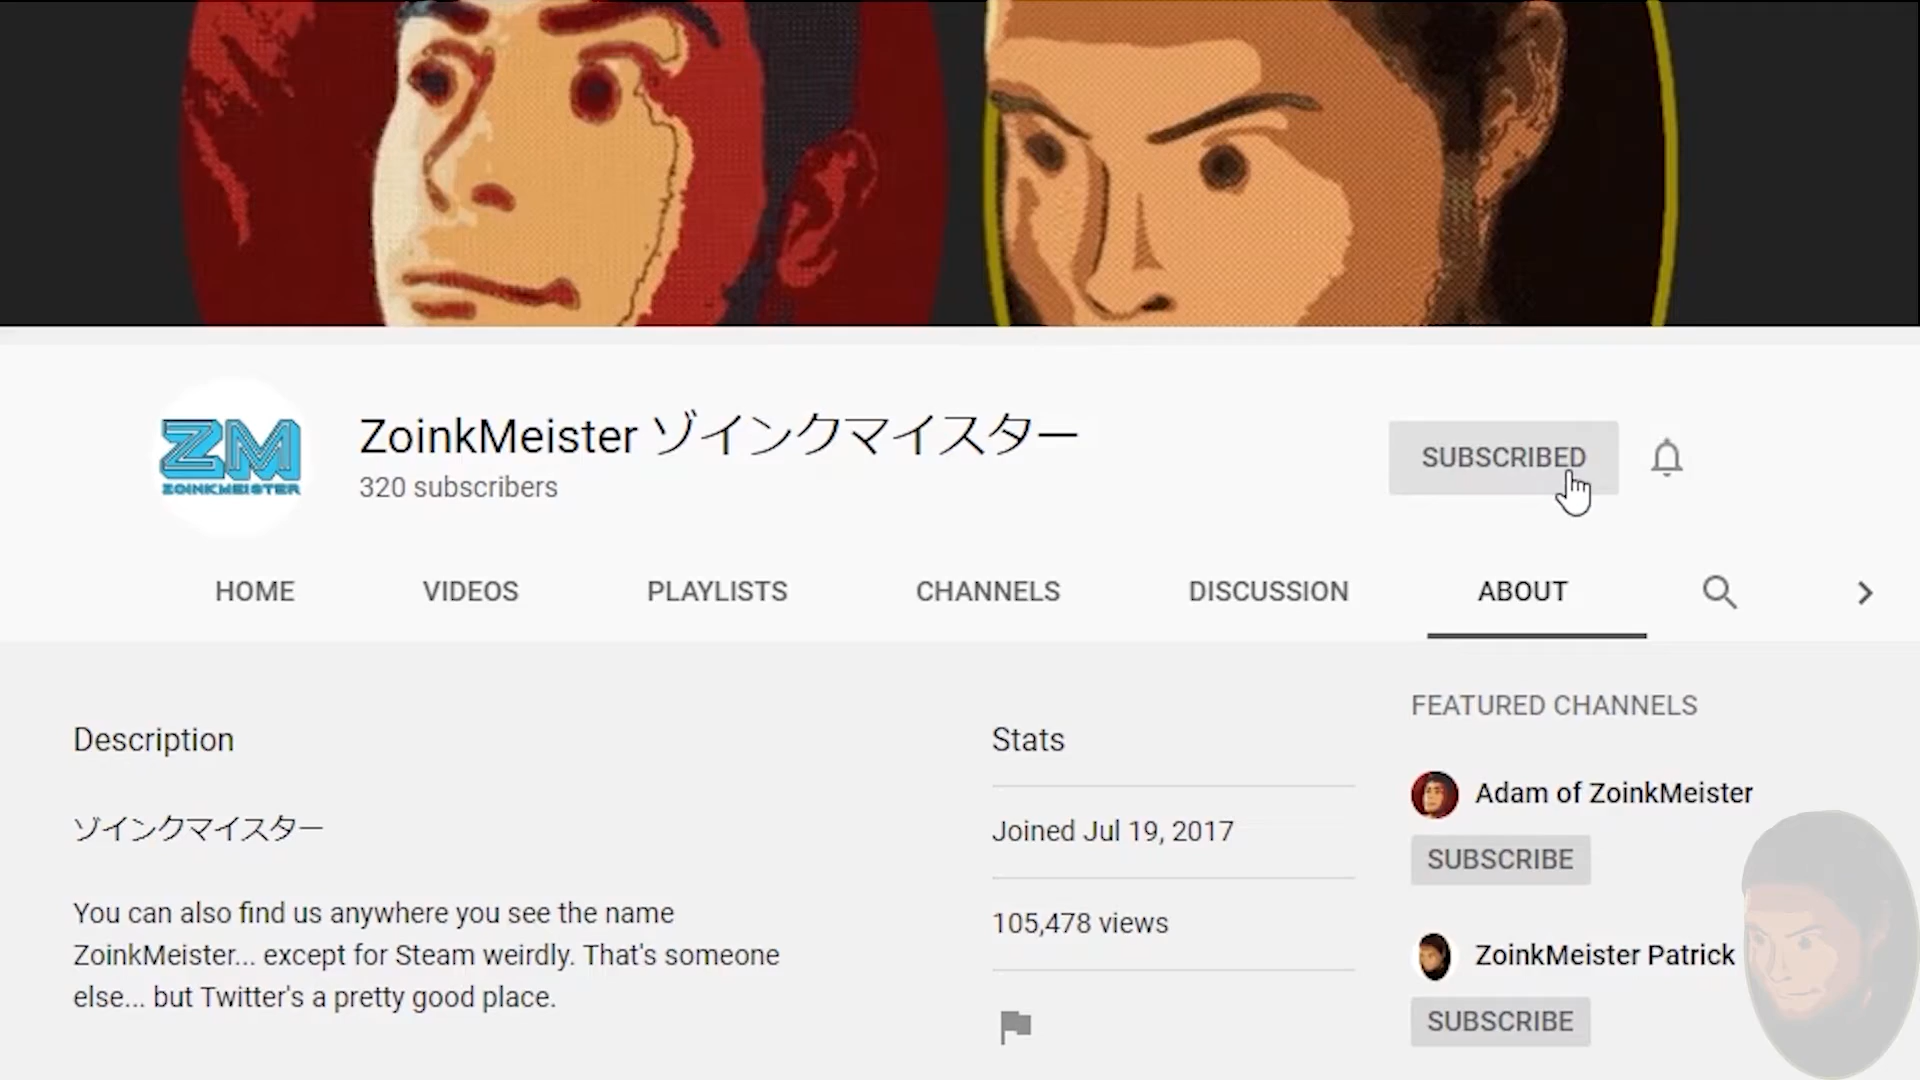 ZM
ZOINKMEISTER
ZoinkMeister ゾインクマイスター
320 subscribers
SUBSCRIBED
HOME
VIDEOS
PLAYLISTS
CHANNELS
DISCUSSION
ABOUT
Description
ゾインクマイスター
You can also find us anywhere you see the name
ZoinkMeister... except for Steam weirdly. That's someone
else... but Twitter's a pretty good place.
Stats
Joined Jul 19, 2017
105,478 views
FEATURED CHANNELS
Adam of ZoinkMeister
SUBSCRIBE
ZoinkMeister Patrick
SUBSCRIBE